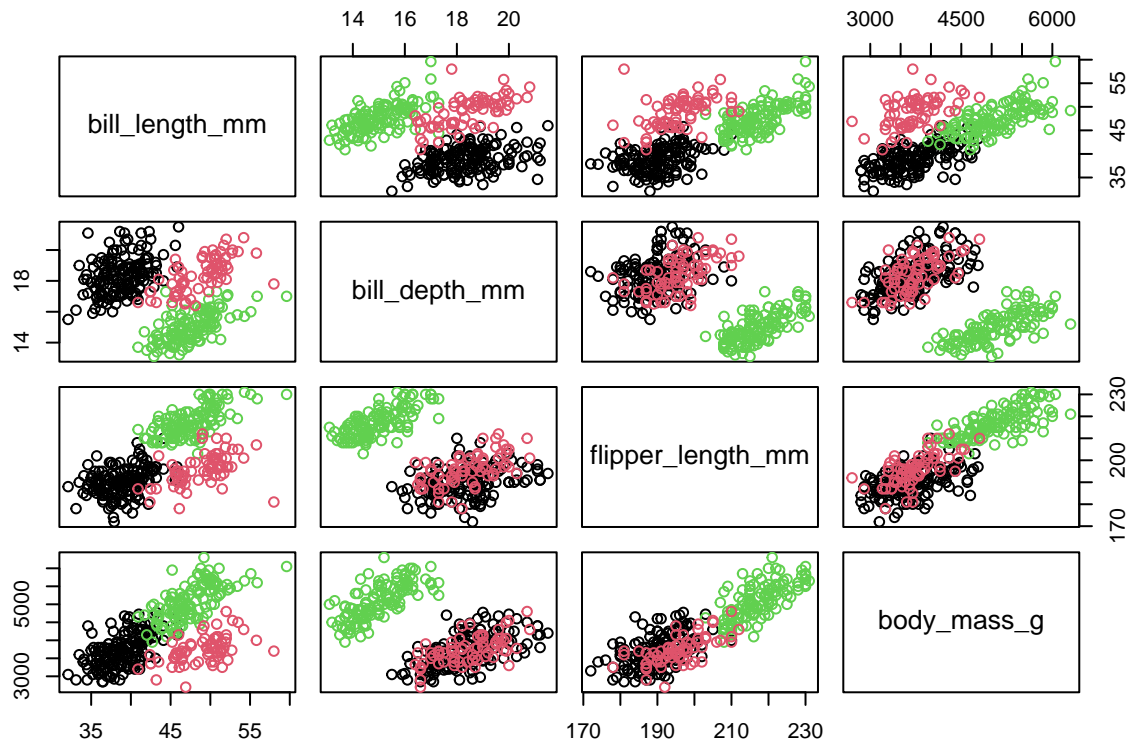 14 16 18 20
3000 4500 6000
bill_length_mm
35 45 55
14 18
bill_depth_mm
flipper_length_mm
170 200 230
3000 5000
body_mass_g
35 45 55
170 190 210 230